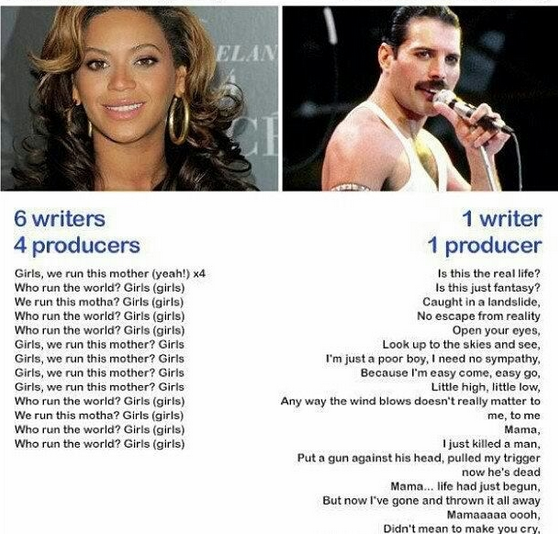 ELAN
CE
6 writers
4 producers
Girls, we run this mother (yeah!) x4
Who run the world? Girls (girls)
We run this motha? Girls (girls)
Who run the world? Girls (girls)
Who run the world? Girls (girls)
Girls, we run this mother? Girls
Girls, we run this mother? Girls
Girls, we run this mother? Girls
Girls, we run this mother? Girls
Who run the world? Girls (girls)
We run this motha? Girls (girls)
Who run the world? Girls (girls)
Who run the world? Girls (girls)
1 writer
1 producer
Is this the real life?
Is this just fantasy?
Caught in a landslide,
No escape from reality
Open your eyes,
Look up to the skies and see,
I'm just a poor boy, I need no sympathy,
Because I'm easy come, easy go,
Little high, little low,
Any way the wind blows doesn't really matter to
me, to me
Mama,
I just killed a man,
Put a gun against his head, pulled my trigger
now he's dead
Mama... life had just begun,
But now I've gone and thrown it all away
Mamaaaaa oooh,
Didn't mean to make you cry,